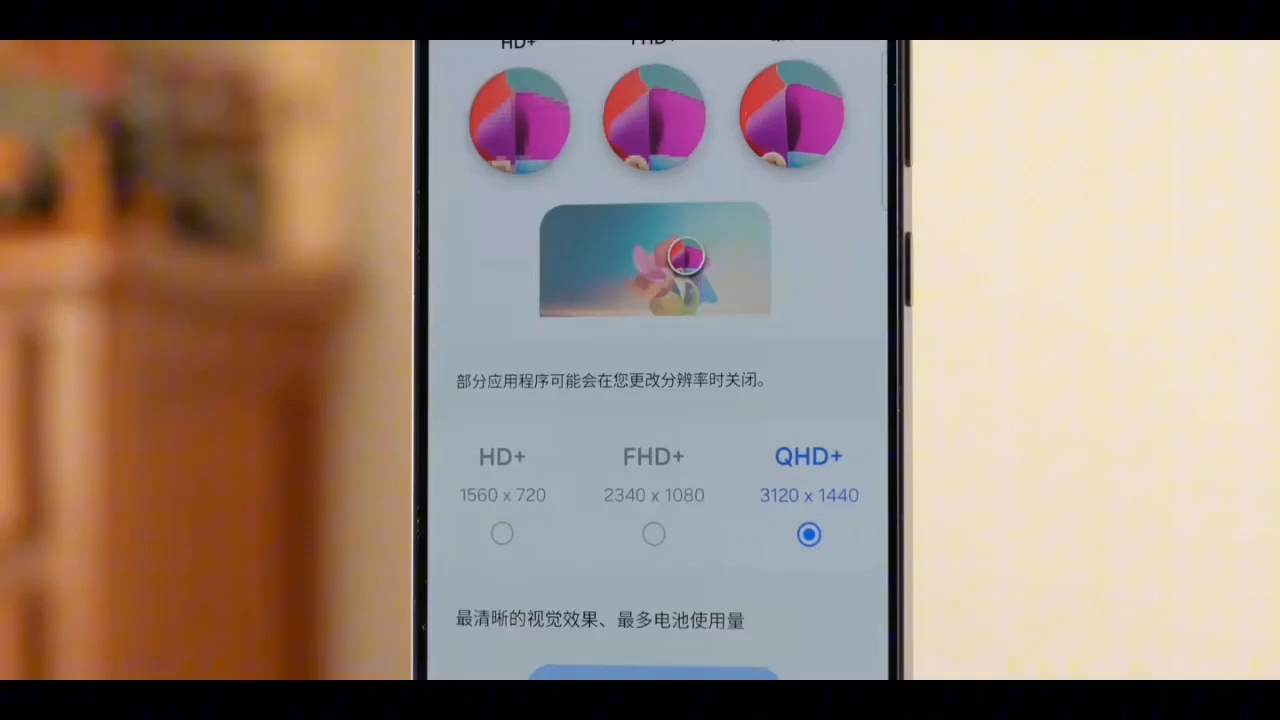 HD+
FHD+
部分应用程序可能会在您更改分辨率时关闭。
HD+ FHD+ QHD+
1560 x 720 2340 x 1080 3120 x 1440
最清晰的视觉效果、最多电池使用量